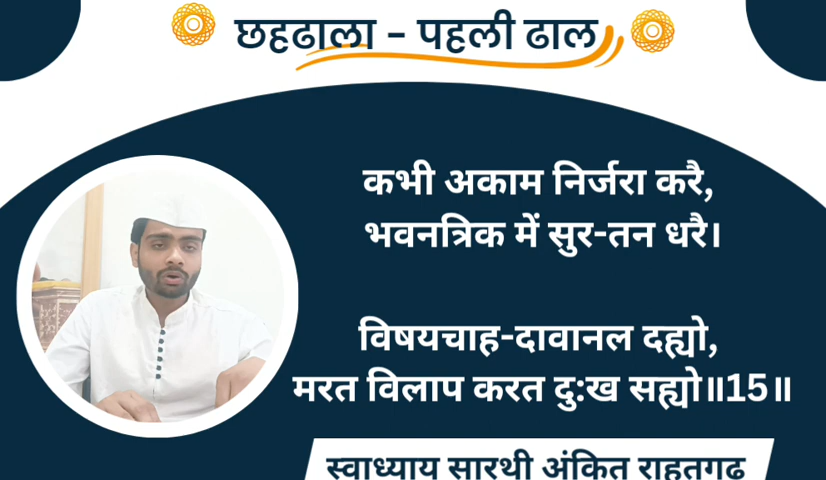 छहढाला - पहली ढाल
कभी अकाम निर्जरा करै,
भवनत्रिक में सुर-तन धरै।
विषयचाह-दावानल दह्यो,
मरत विलाप करत दु:ख सह्यो॥15॥
स्वाध्याय सारथी अंकित राहतगढ़